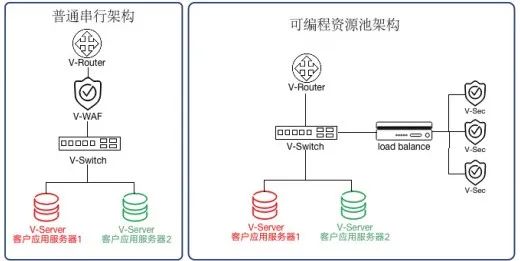 普通串行架构
V-Router
V-WAF
V-Switch
V-Server
客户应用服务器1
V-Server
客户应用服务器2
可编程资源池架构
V-Router
V-Switch
load balance
V-Sec
V-Sec
V-Sec
V-Server
客户应用服务器1
V-Server
客户应用服务器2